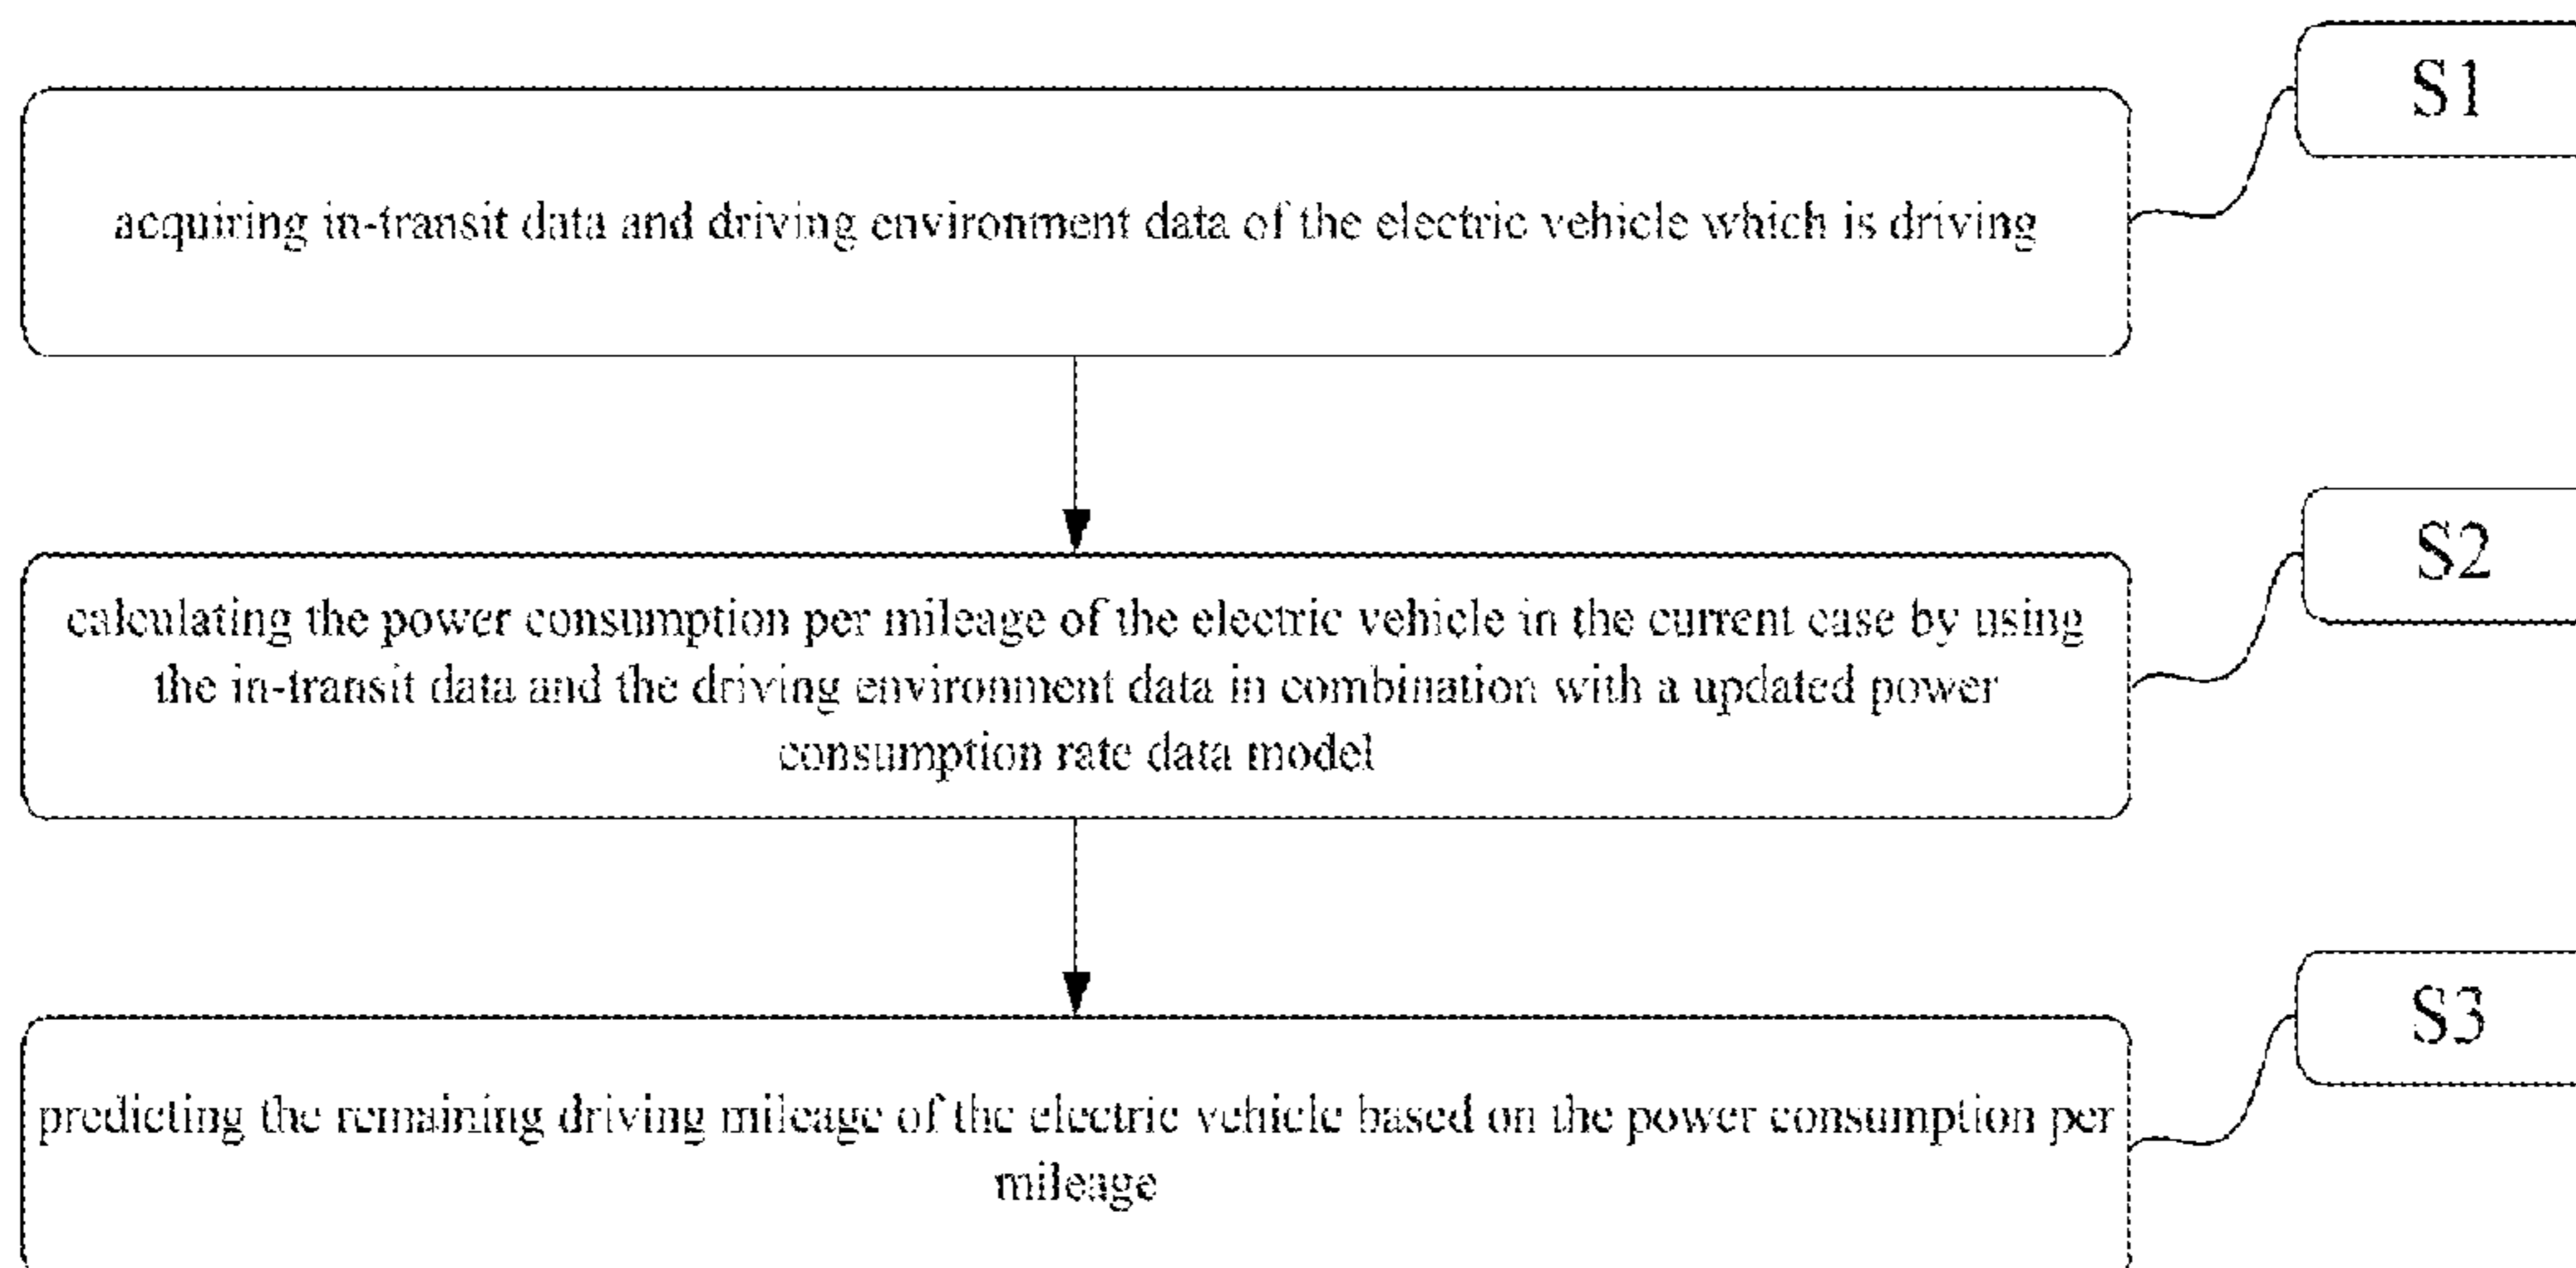 S1
acquiring in-transit data and driving environment data of the electric vehicle which is driving
S2
calculating the power consumption per mileage of the electric vehicle in the current case by using
the in-transit data and the driving environment data in combination with a updated power
consumption rate data model
S3
predicting the remaining driving mileage of the electric vehicle based on the power consumption per
mileage